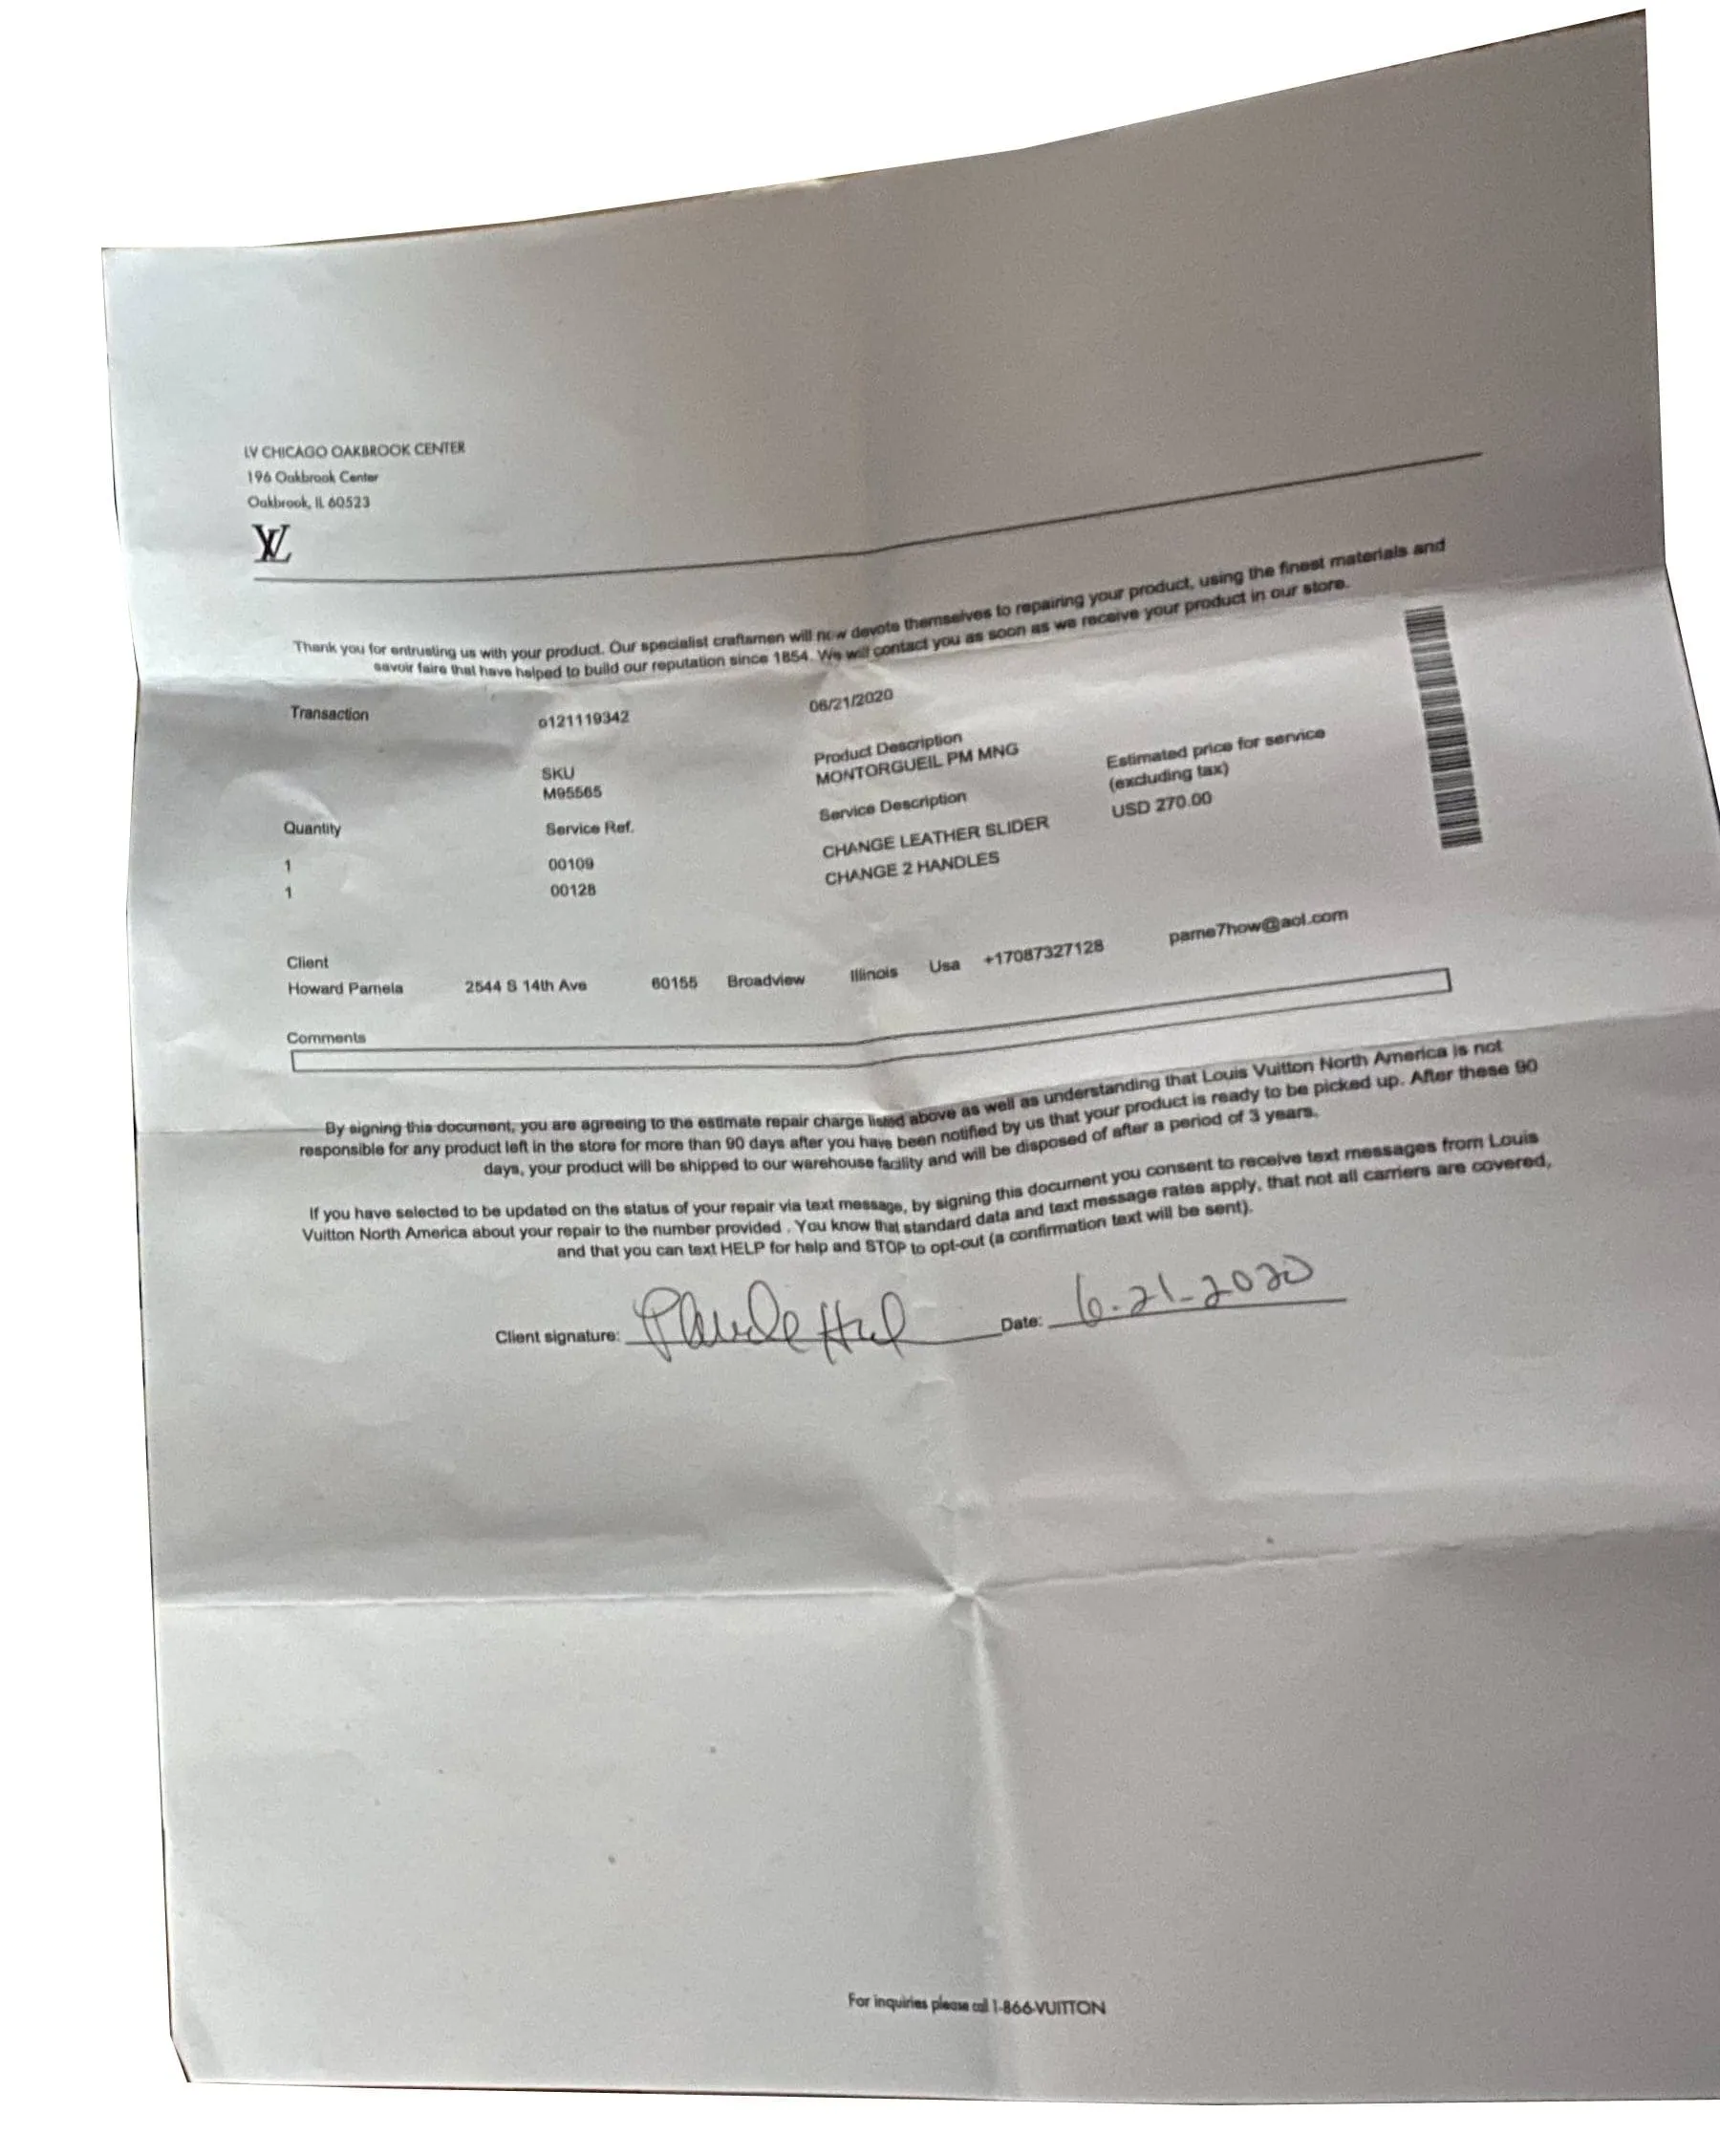 LV CHICAGO OAKBROOK CENTER
196 Oakbrook Center
Oakbrook, IL 60523
LV
Thank you for entrusting us with your product. Our specialist craftsmen will now devote themselves to repairing your product, using the finest materials and
savoir faire that have helped to build our reputation since 1854. We will contact you as soon as we receive your product in our store.
Transaction o121119342 06/21/2020
SKU Product Description Estimated price for service
M95565 MONTORGUEIL PM MNG (excluding tax)
Quantity Service Ref. Service Description USD 270.00
1 00109 CHANGE LEATHER SLIDER
1 00128 CHANGE 2 HANDLES
Client
Howard Pamela 2544 S 14th Ave 60155 Broadview Illinois Usa +17087327128 pame7how@aol.com
Comments
By signing this document, you are agreeing to the estimate repair charge listed above as well as understanding that Louis Vuitton North America is not
responsible for any product left in the store for more than 90 days after you have been notified by us that your product is ready to be picked up. After these 90
days, your product will be shipped to our warehouse facility and will be disposed of after a period of 3 years.
If you have selected to be updated on the status of your repair via text message, by signing this document you consent to receive text messages from Louis
Vuitton North America about your repair to the number provided . You know that standard data and text message rates apply, that not all carriers are covered,
and that you can text HELP for help and STOP to opt-out (a confirmation text will be sent).
Client signature: Date: 6-21-2020
For inquiries please call 1-866-VUITTON